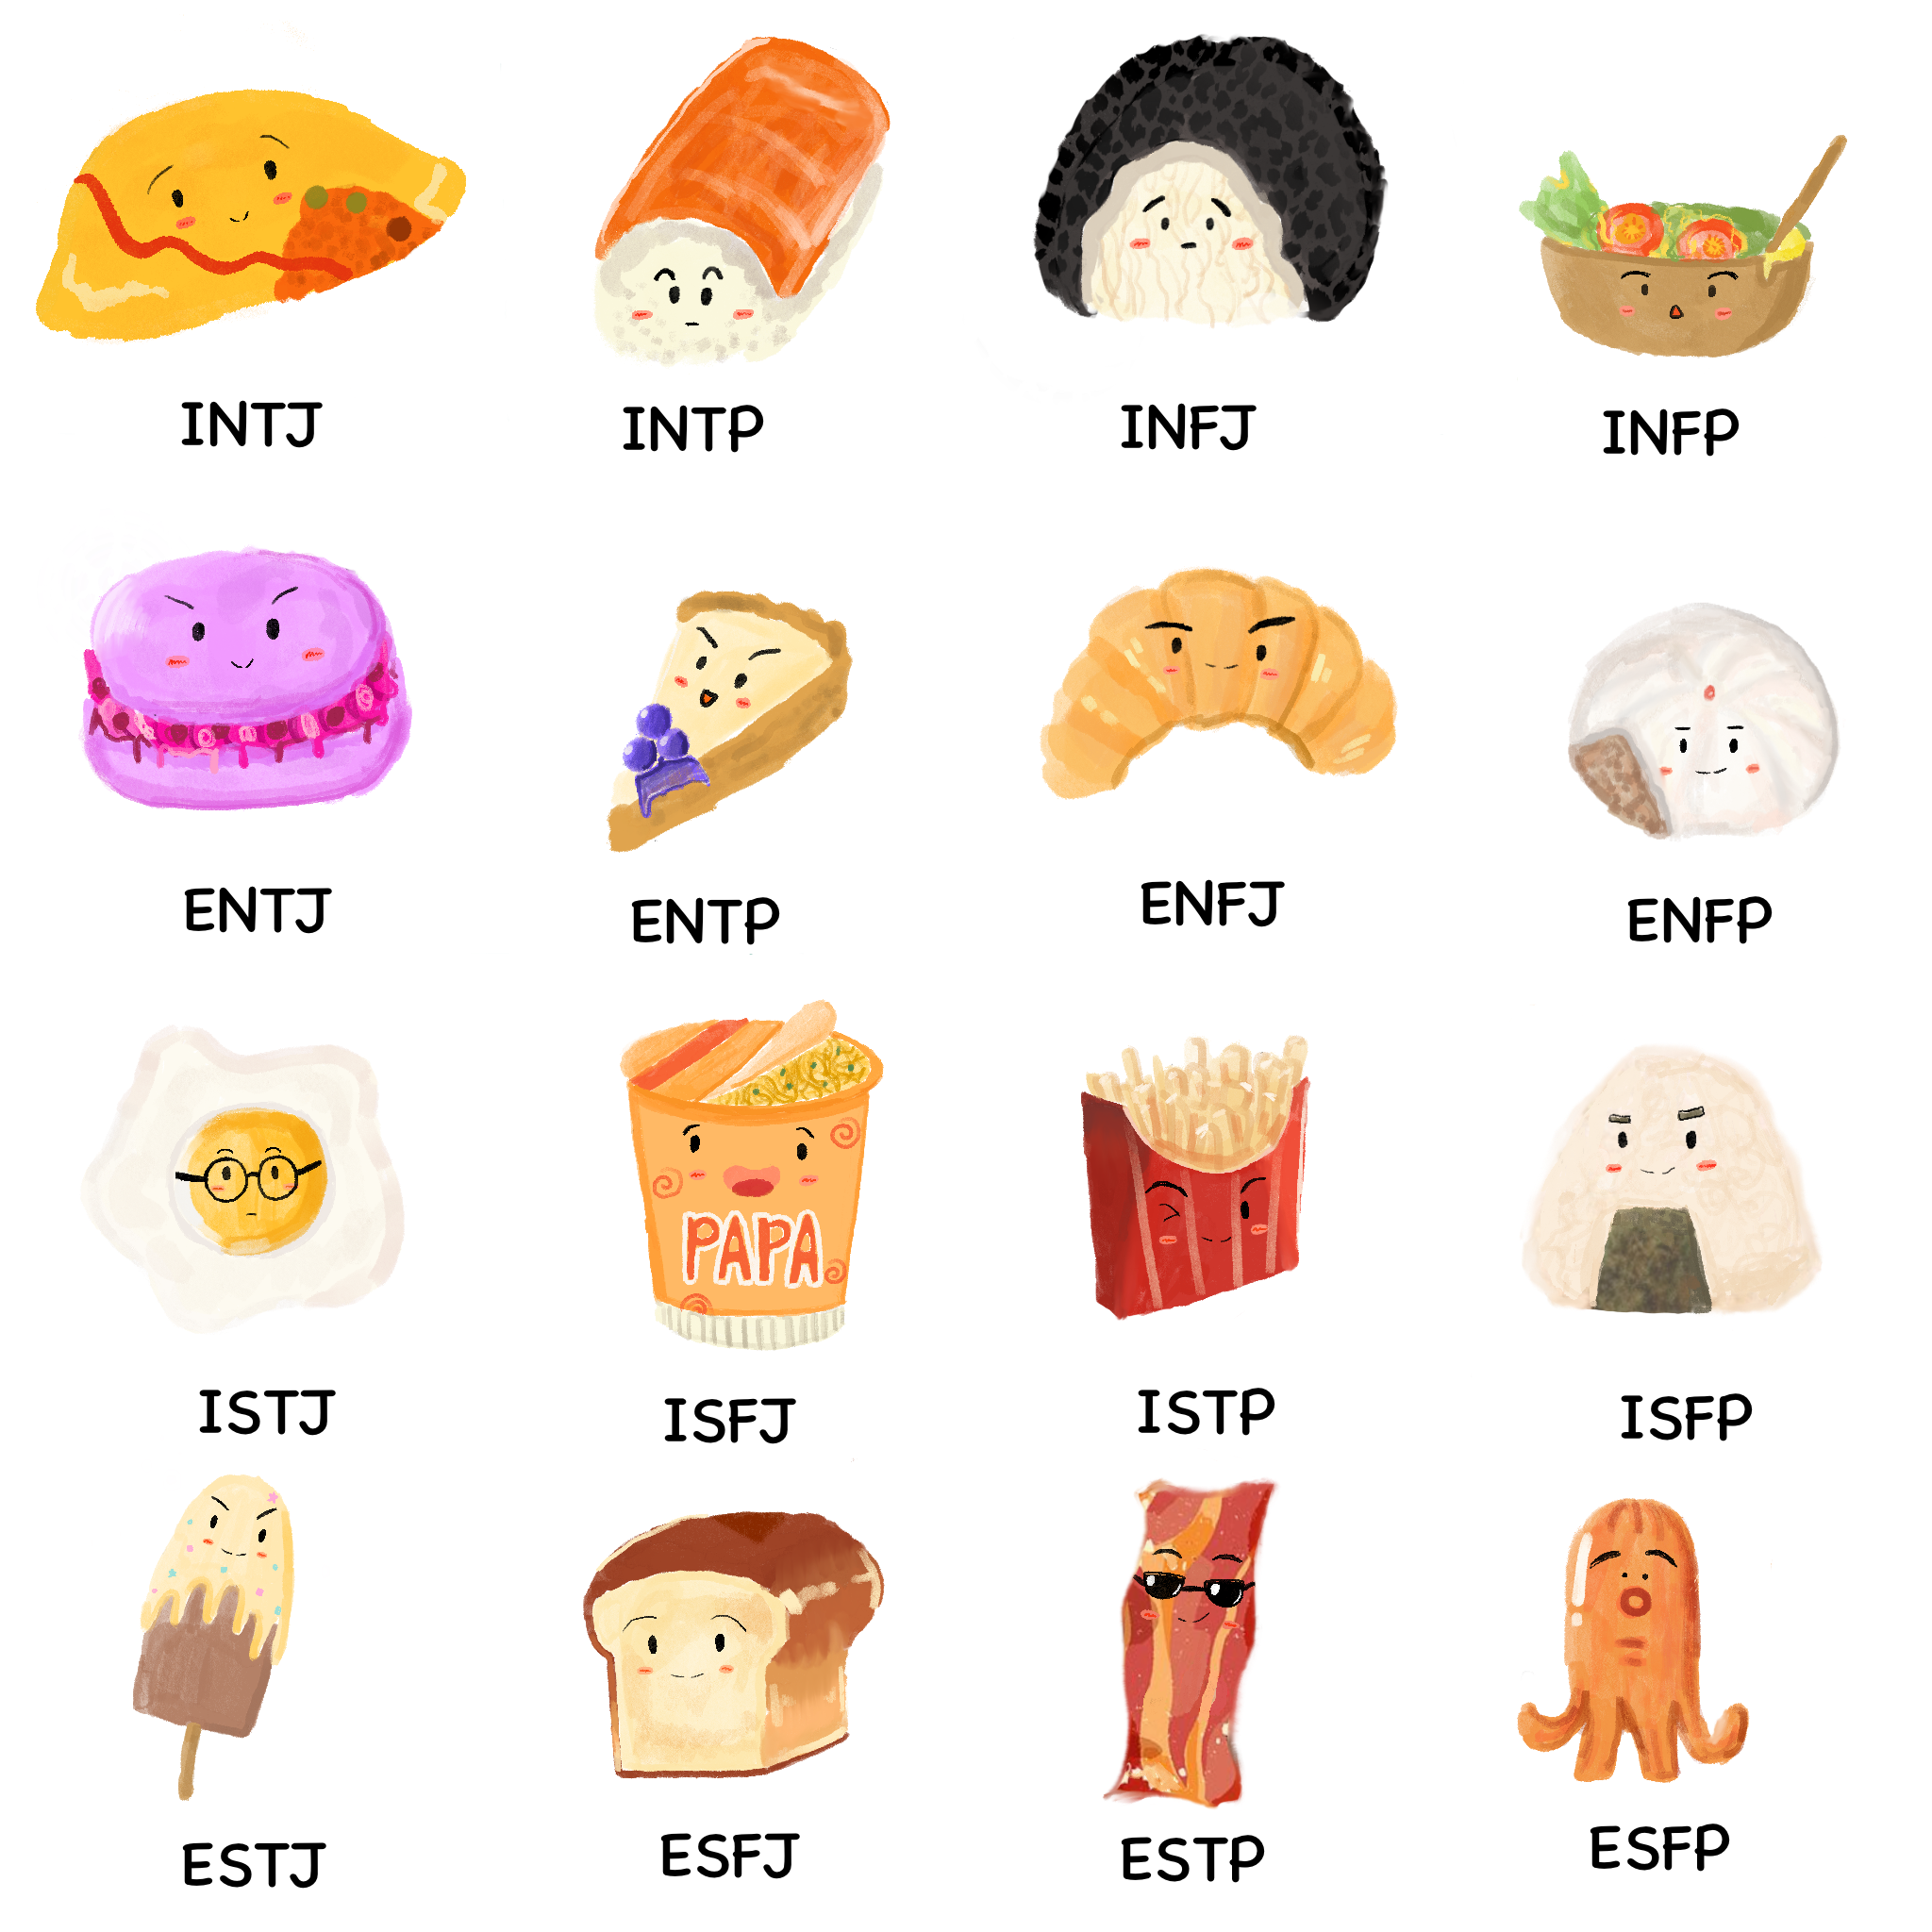 INTJ
INTP
INFJ
INFP
ENTJ
ENTP
ENFJ
ENFP
PAPA
ISTJ
ISFJ
ISTP
ISFP
ESTJ
ESFJ
ESTP
ESFP